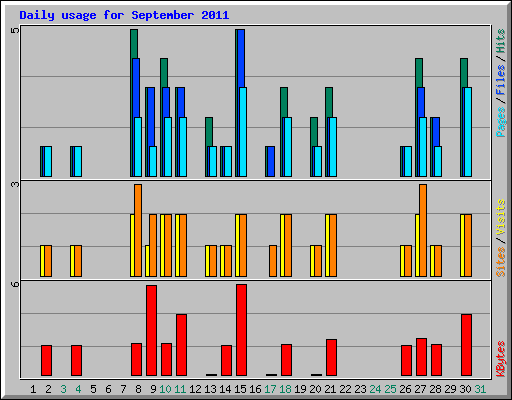 Daily usage for September 2011
5
Pages/Files/Hits
3
Sites/Visits
6
KBytes
1 2 3 4 5 6 7 8 9 10 11 12 13 14 15 16 17 18 19 20 21 22 23 24 25 26 27 28 29 30 31